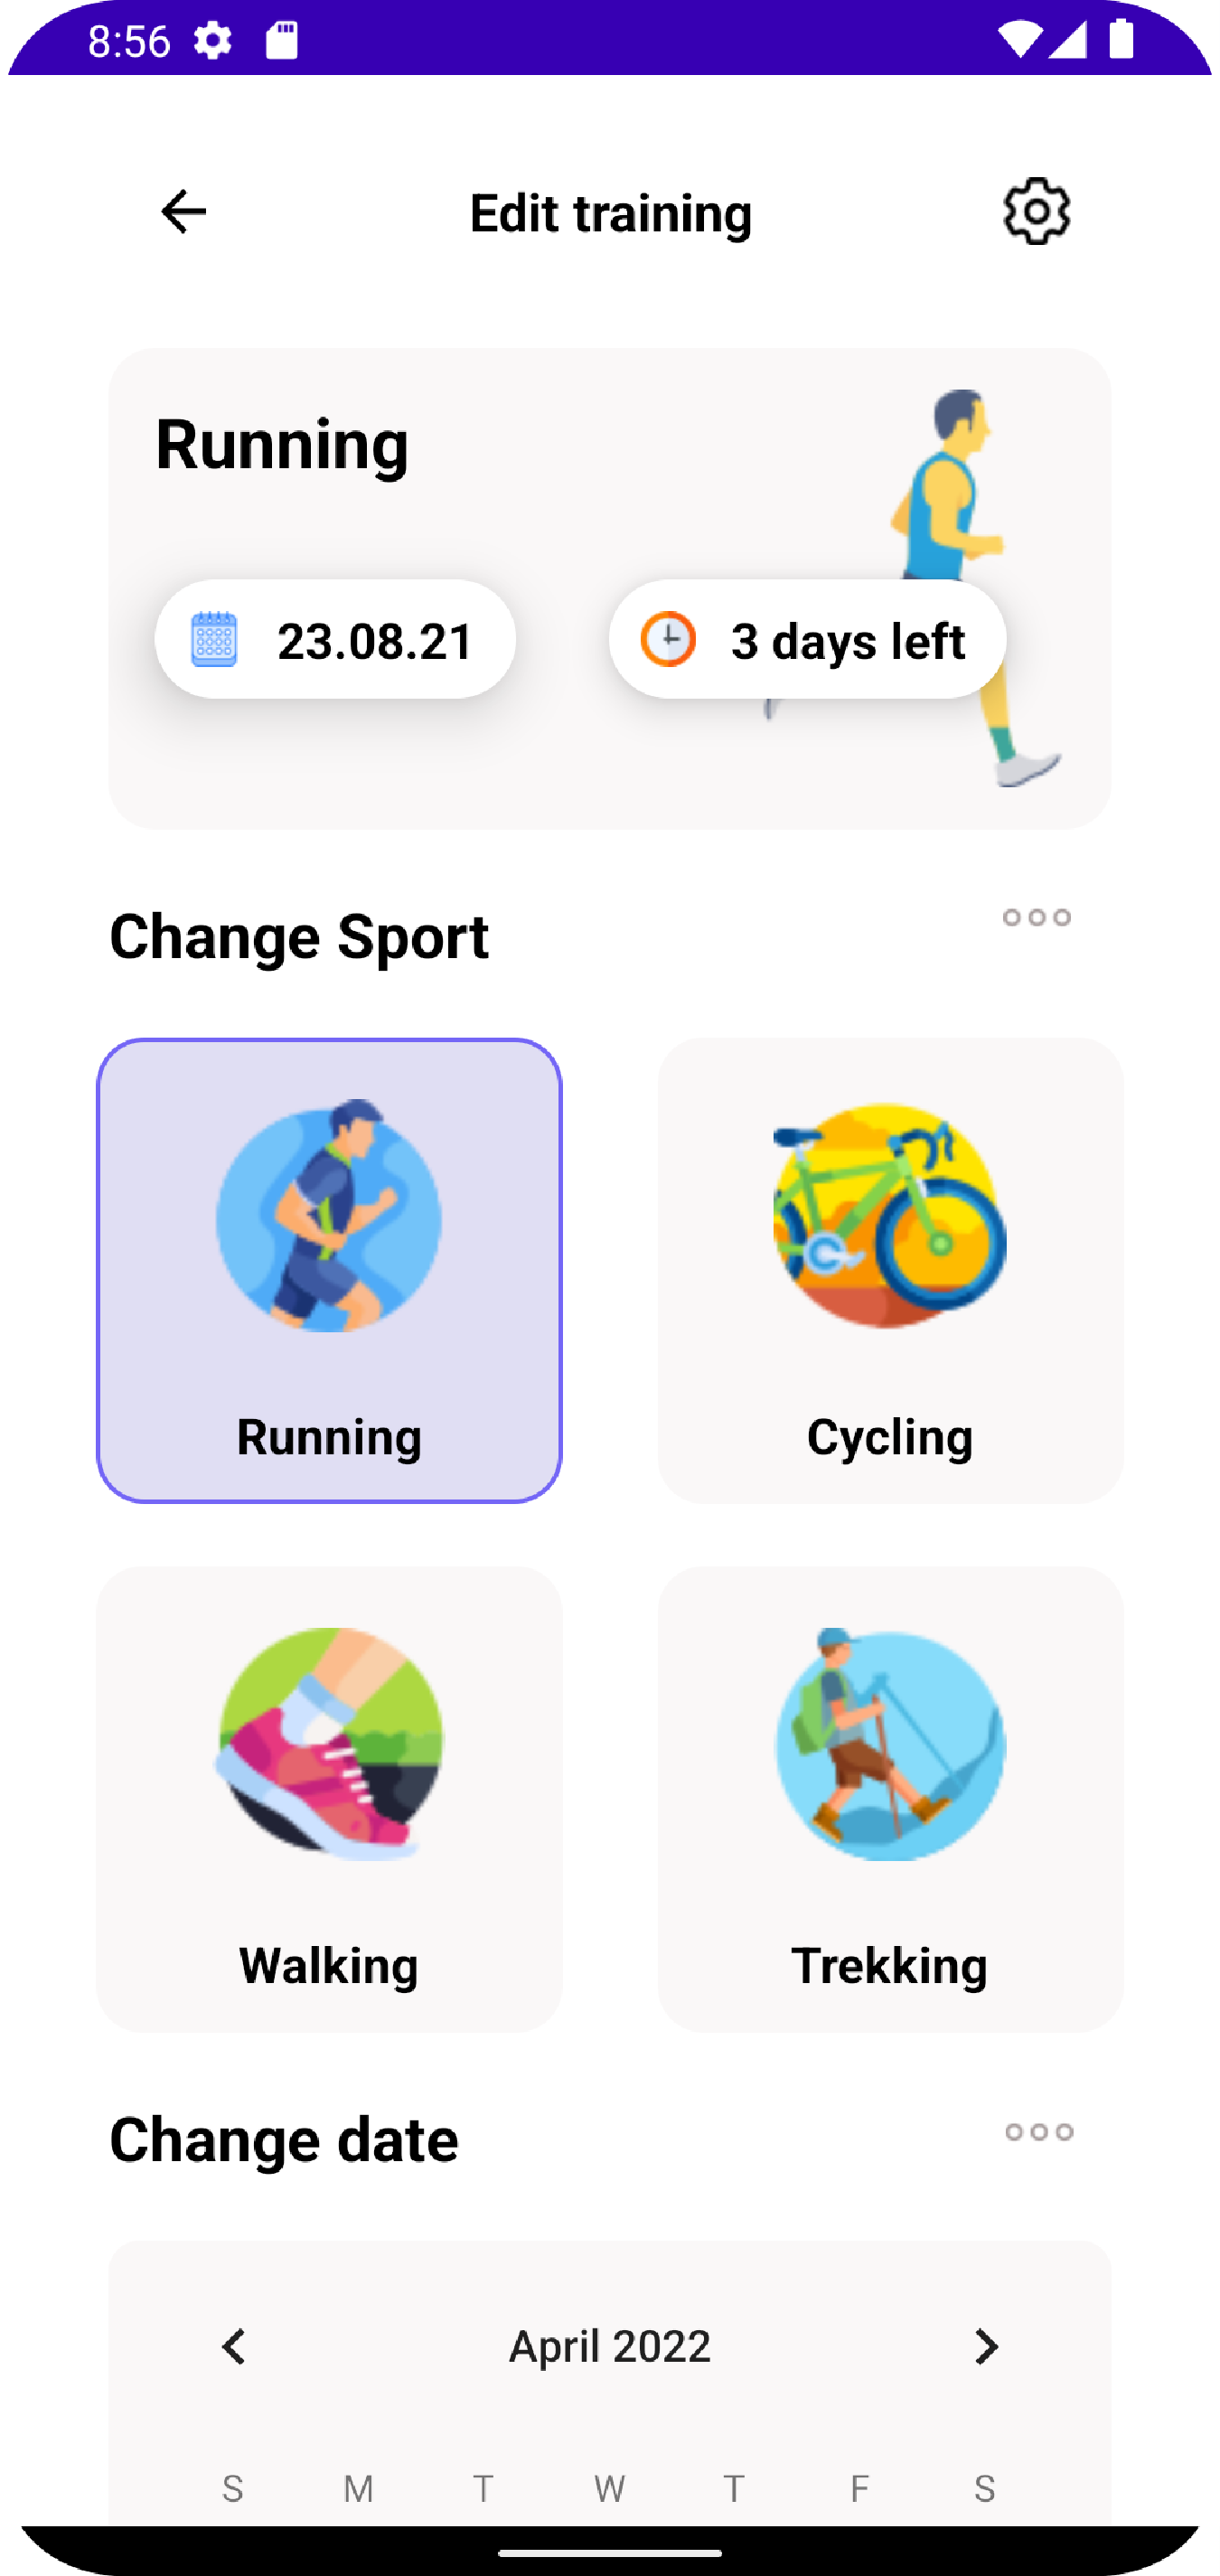 8:56
Edit training
Running
23.08.21
3 days left
Change Sport
Running
Cycling
Walking
Trekking
Change date
April 2022
S M T W T F S